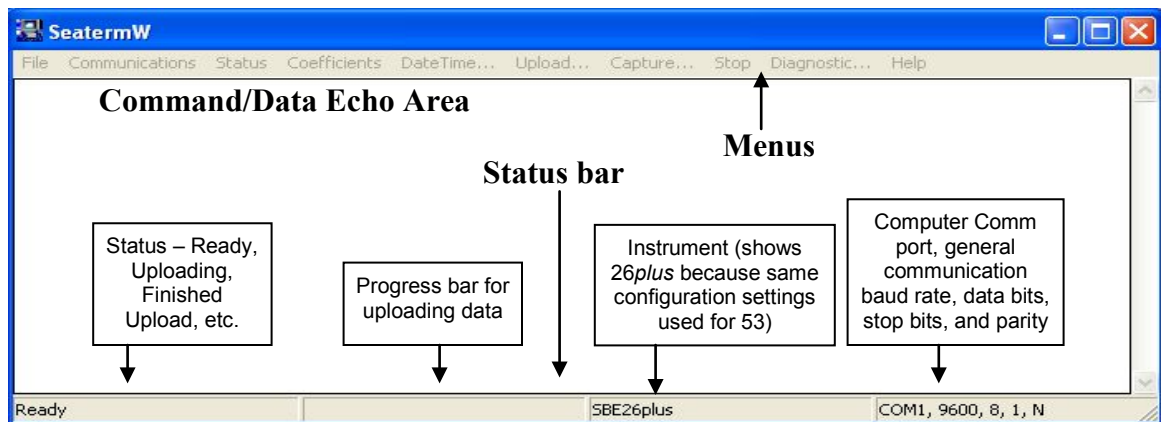 SeatermW
File Communications Status Coefficients DateTime... Upload... Capture... Stop Diagnostic... Help
Command/Data Echo Area
Menus
Status bar
Status – Ready,
Uploading,
Finished
Upload, etc.
Progress bar for
uploading data
Instrument (shows
26plus because same
configuration settings
used for 53)
Computer Comm
port, general
communication
baud rate, data bits,
stop bits, and parity
Ready
SBE26plus
COM1, 9600, 8, 1, N